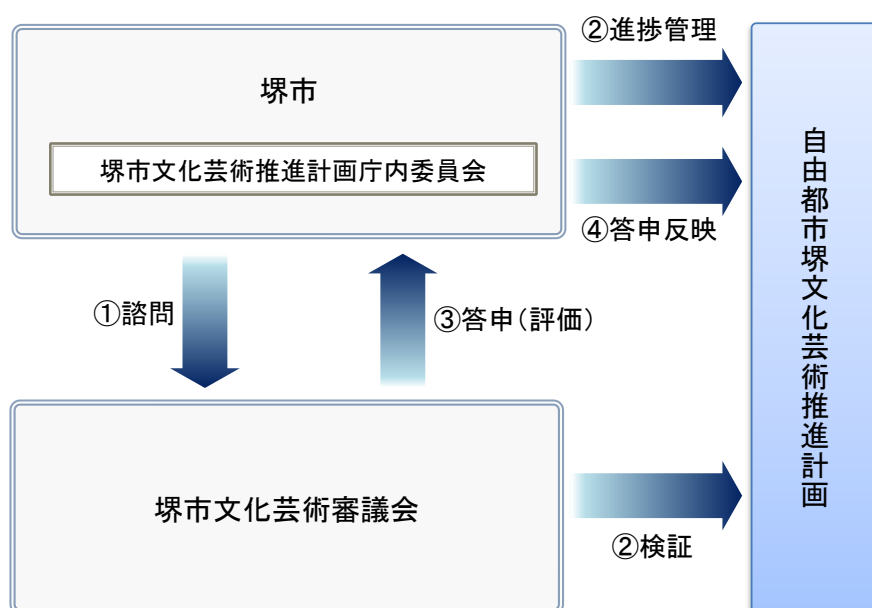 ②進捗管理
堺市
堺市文化芸術推進計画庁内委員会
④答申反映
①諮問
③答申（評価）
堺市文化芸術審議会
②検証
自由都市堺文化芸術推進計画